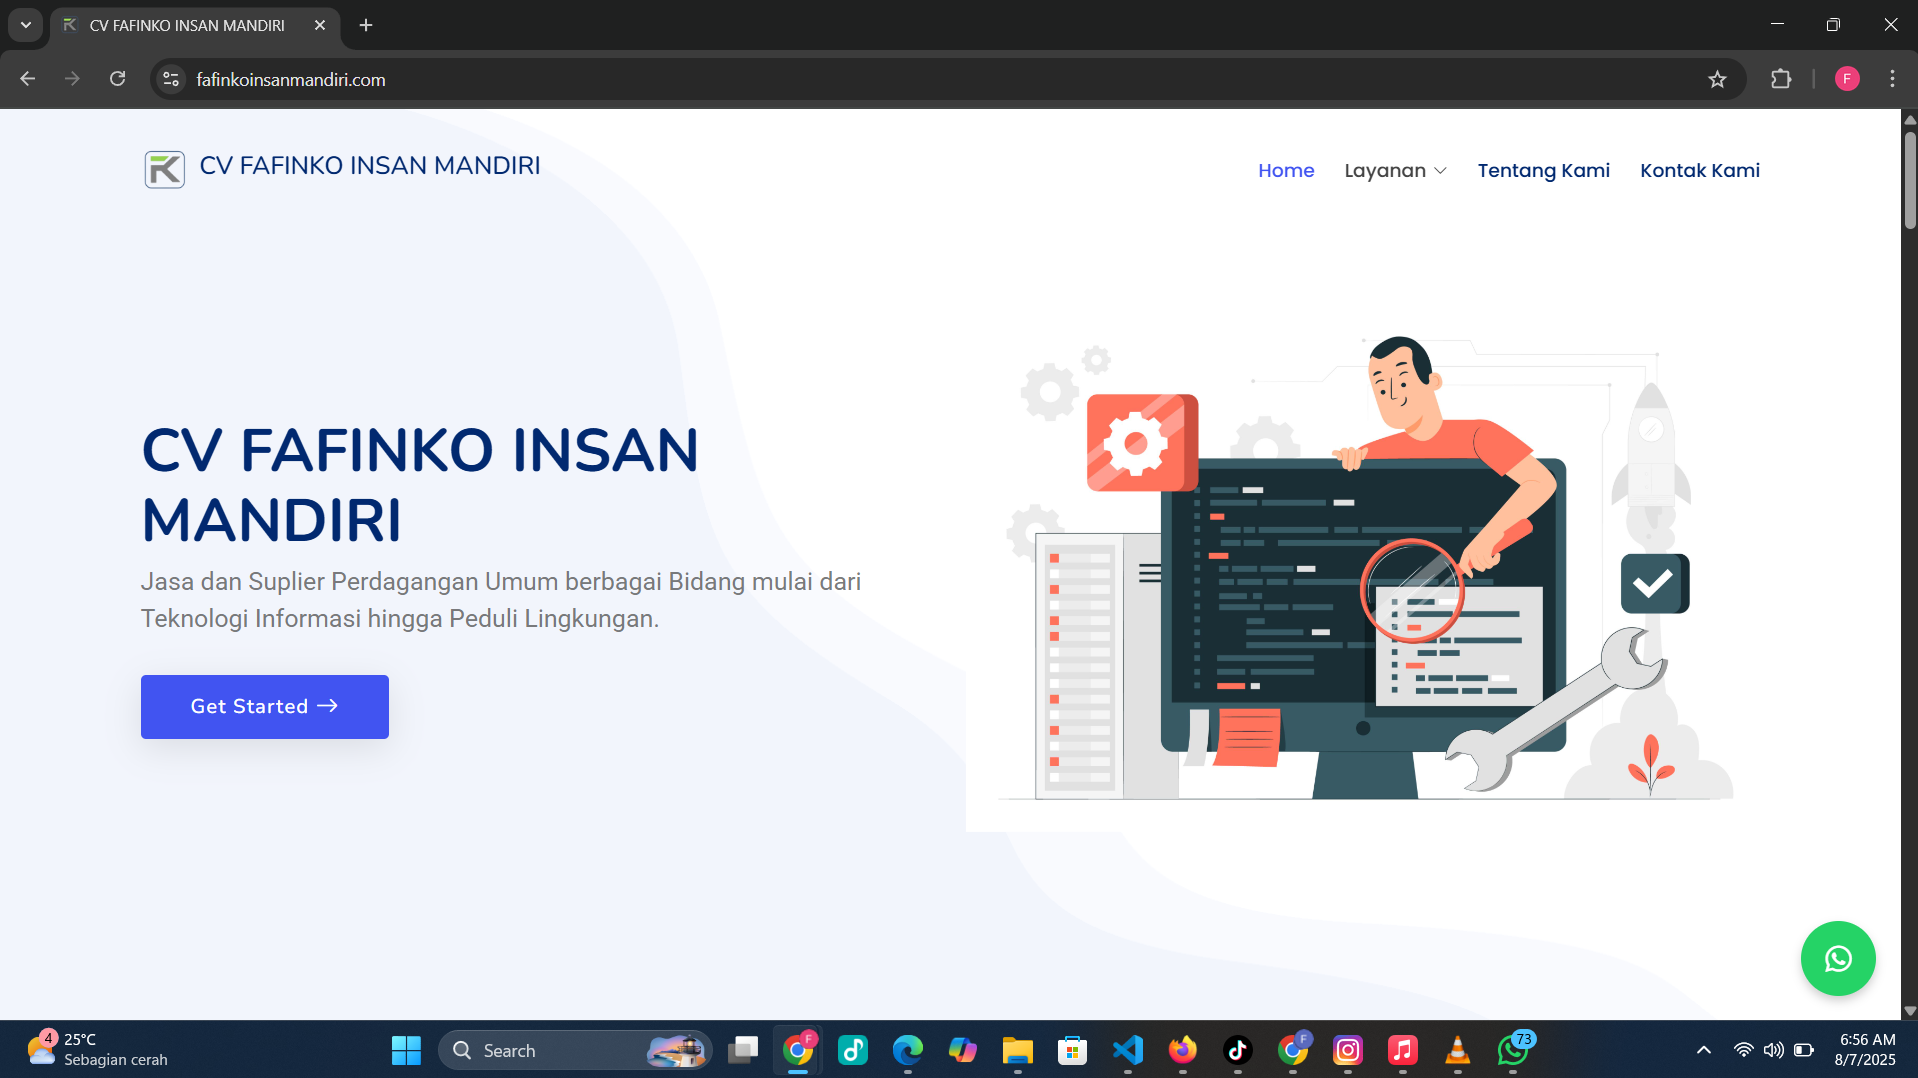 CV FAFINKO INSAN MANDIRI
fafinkoinsanmandiri.com
F
CV FAFINKO INSAN MANDIRI
Home
Layanan
Tentang Kami
Kontak Kami
CV FAFINKO INSAN
MANDIRI
Jasa dan Suplier Perdagangan Umum berbagai Bidang mulai dari
Teknologi Informasi hingga Peduli Lingkungan.
Get Started →
4
25°C
Sebagian cerah
Search
F
F
73
6:56 AM
8/7/2025